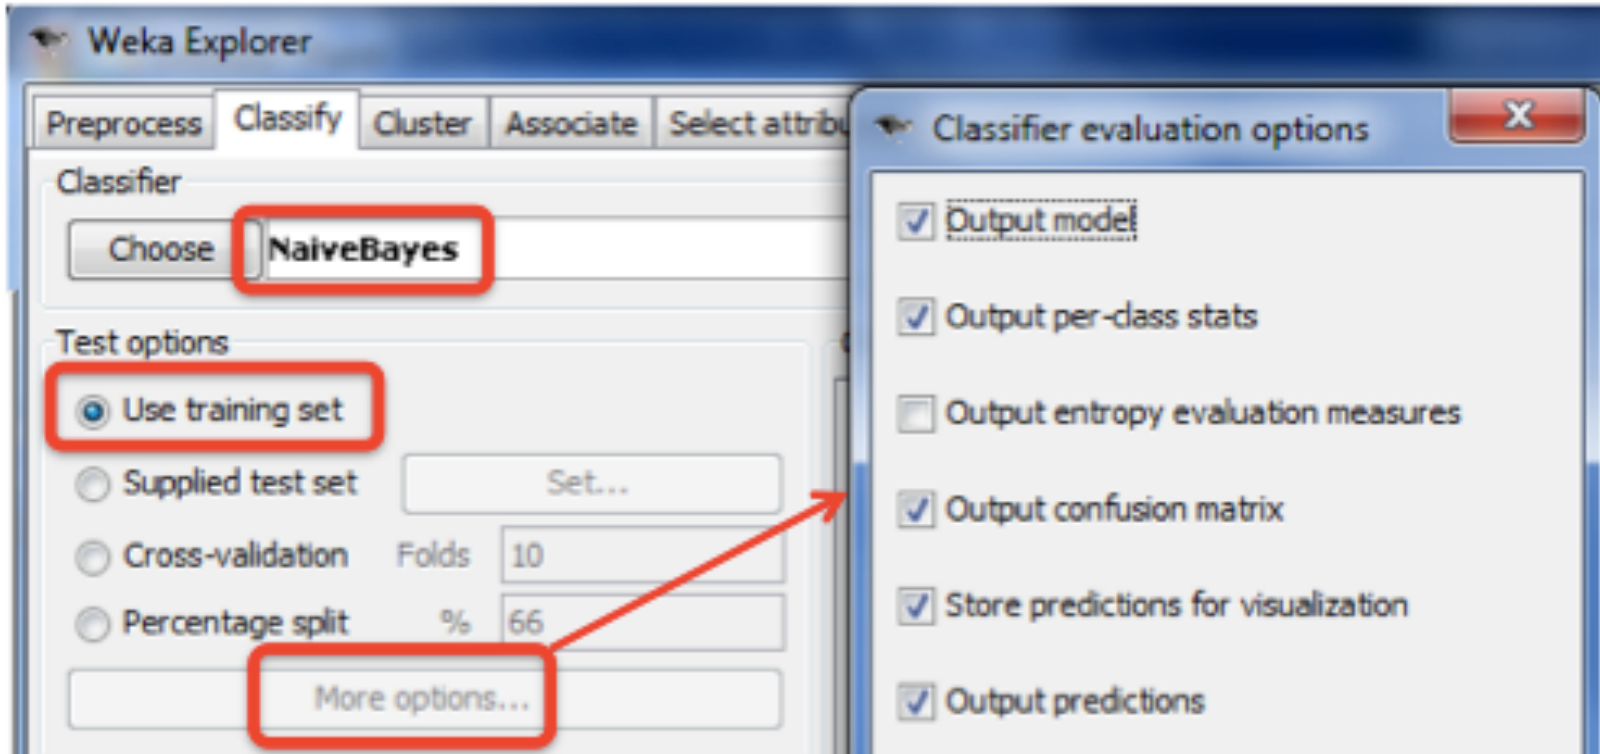 Weka Explorer
Preprocess Classify Cluster Associate Select attribu
Classifier
Choose NaiveBayes
Test options
Use training set
Supplied test set Set...
Cross-validation Folds 10
Percentage split % 66
More options...
Classifier evaluation options
Output model
Output per-class stats
Output entropy evaluation measures
Output confusion matrix
Store predictions for visualization
Output predictions